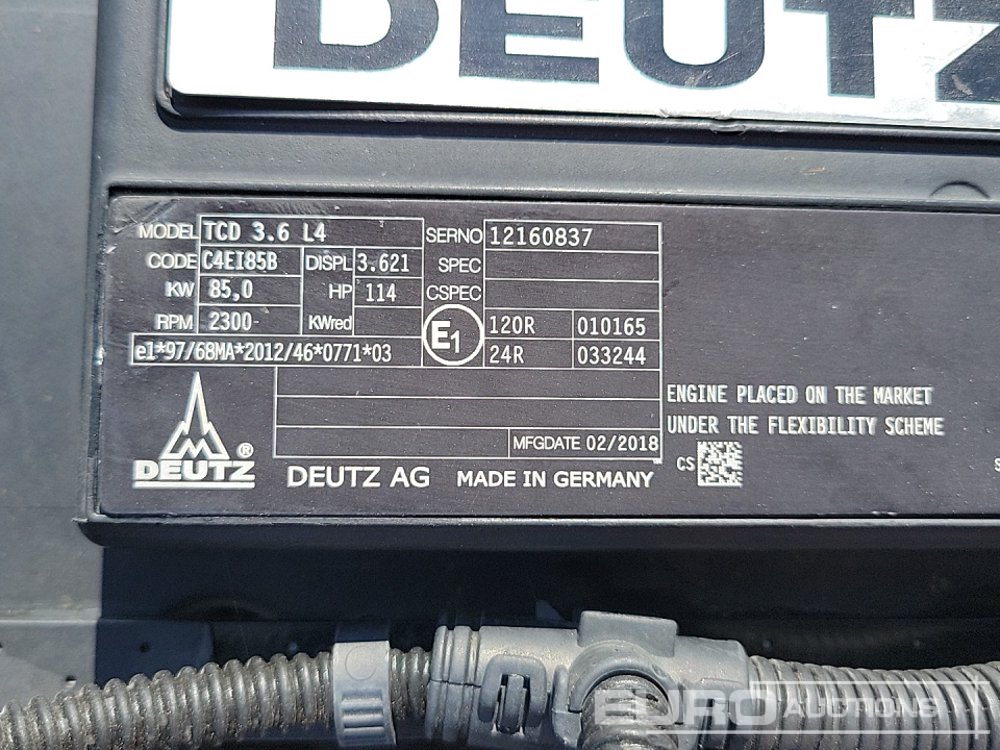 DEUTZ
MODEL TCD 3.6 L4 SERNO 12160837
CODE C4EI85B DISPL 3.621 SPEC
KW 85,0 HP 114 CSPEC
RPM 2300- KWred E1 120R 010165
e1*97/68MA*2012/46*0771*03 24R 033244
ENGINE PLACED ON THE MARKET
UNDER THE FLEXIBILITY SCHEME
MFGDATE 02/2018
CS
DEUTZ ® DEUTZ AG MADE IN GERMANY
EURO AUCTIONS